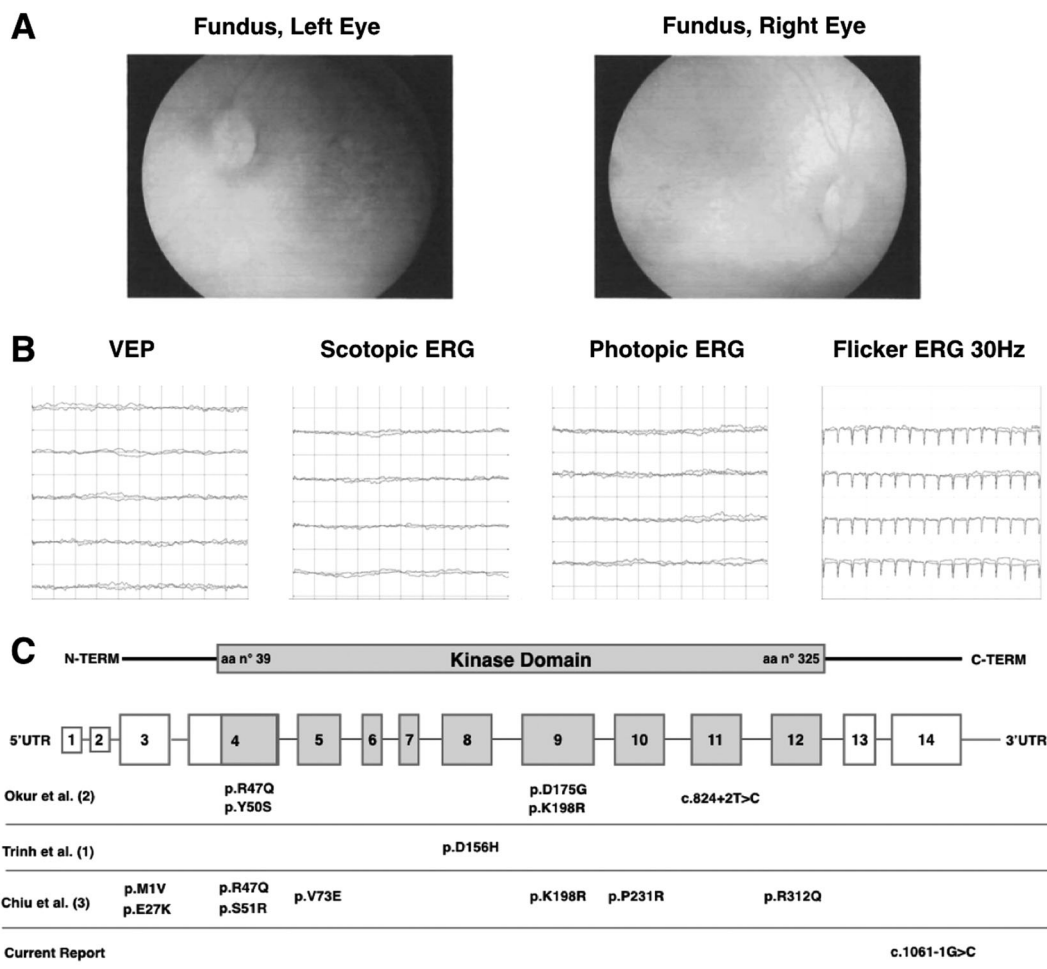 A
Fundus, Left Eye
Fundus, Right Eye
B
VEP
Scotopic ERG
Photopic ERG
Flicker ERG 30Hz
C
N-TERM
aa n° 39
Kinase Domain
aa n° 325
C-TERM
5'UTR
1
2
3
4
5
6
7
8
9
10
11
12
13
14
3'UTR
Okur et al. (2)
p.R47Q
p.Y50S
p.D175G
p.K198R
c.824+2T>C
Trinh et al. (1)
p.D156H
Chiu et al. (3)
p.M1V
p.E27K
p.R47Q
p.S51R
p.V73E
p.K198R
p.P231R
p.R312Q
Current Report
c.1061-1G>C